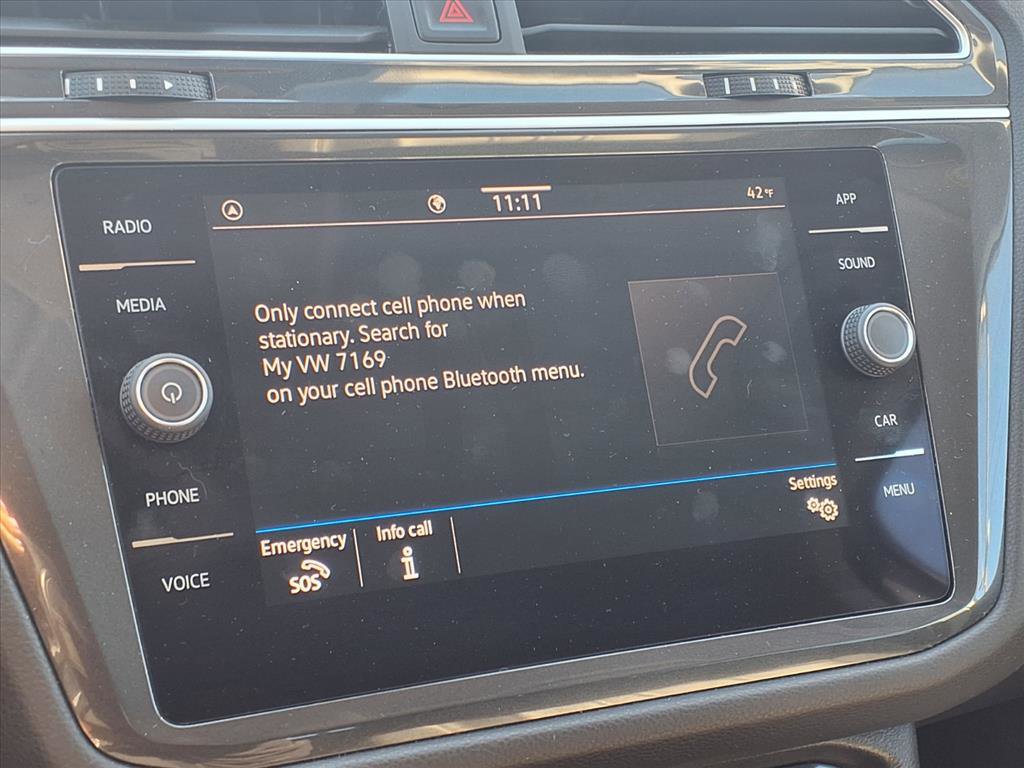 11:11
42°F
RADIO
MEDIA
PHONE
VOICE
Only connect cell phone when
stationary. Search for
My VW 7169
on your cell phone Bluetooth menu.
Emergency
SOS
Info call
i
Settings
APP
SOUND
CAR
MENU